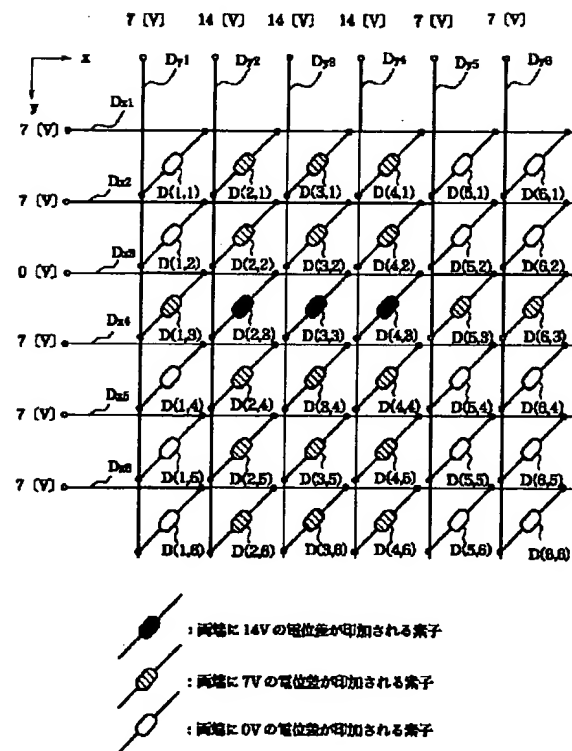 7 [V] 14 [V] 14 [V] 14 [V] 7 [V] 7 [V]
x Dy1 Dy2 Dy3 Dy4 Dy5 Dy6
y
Dx1
7 [V]
D(1,1) D(2,1) D(3,1) D(4,1) D(5,1) D(6,1)
Dx2
7 [V]
D(1,2) D(2,2) D(3,2) D(4,2) D(5,2) D(6,2)
Dx3
0 [V]
D(1,3) D(2,3) D(3,3) D(4,3) D(5,3) D(6,3)
Dx4
7 [V]
D(1,4) D(2,4) D(3,4) D(4,4) D(5,4) D(6,4)
Dx5
7 [V]
D(1,5) D(2,5) D(3,5) D(4,5) D(5,5) D(6,5)
Dx6
7 [V]
D(1,6) D(2,6) D(3,6) D(4,6) D(5,6) D(6,6)
:両端に 14V の電位差が印加される素子
:両端に 7V の電位差が印加される素子
:両端に 0V の電位差が印加される素子